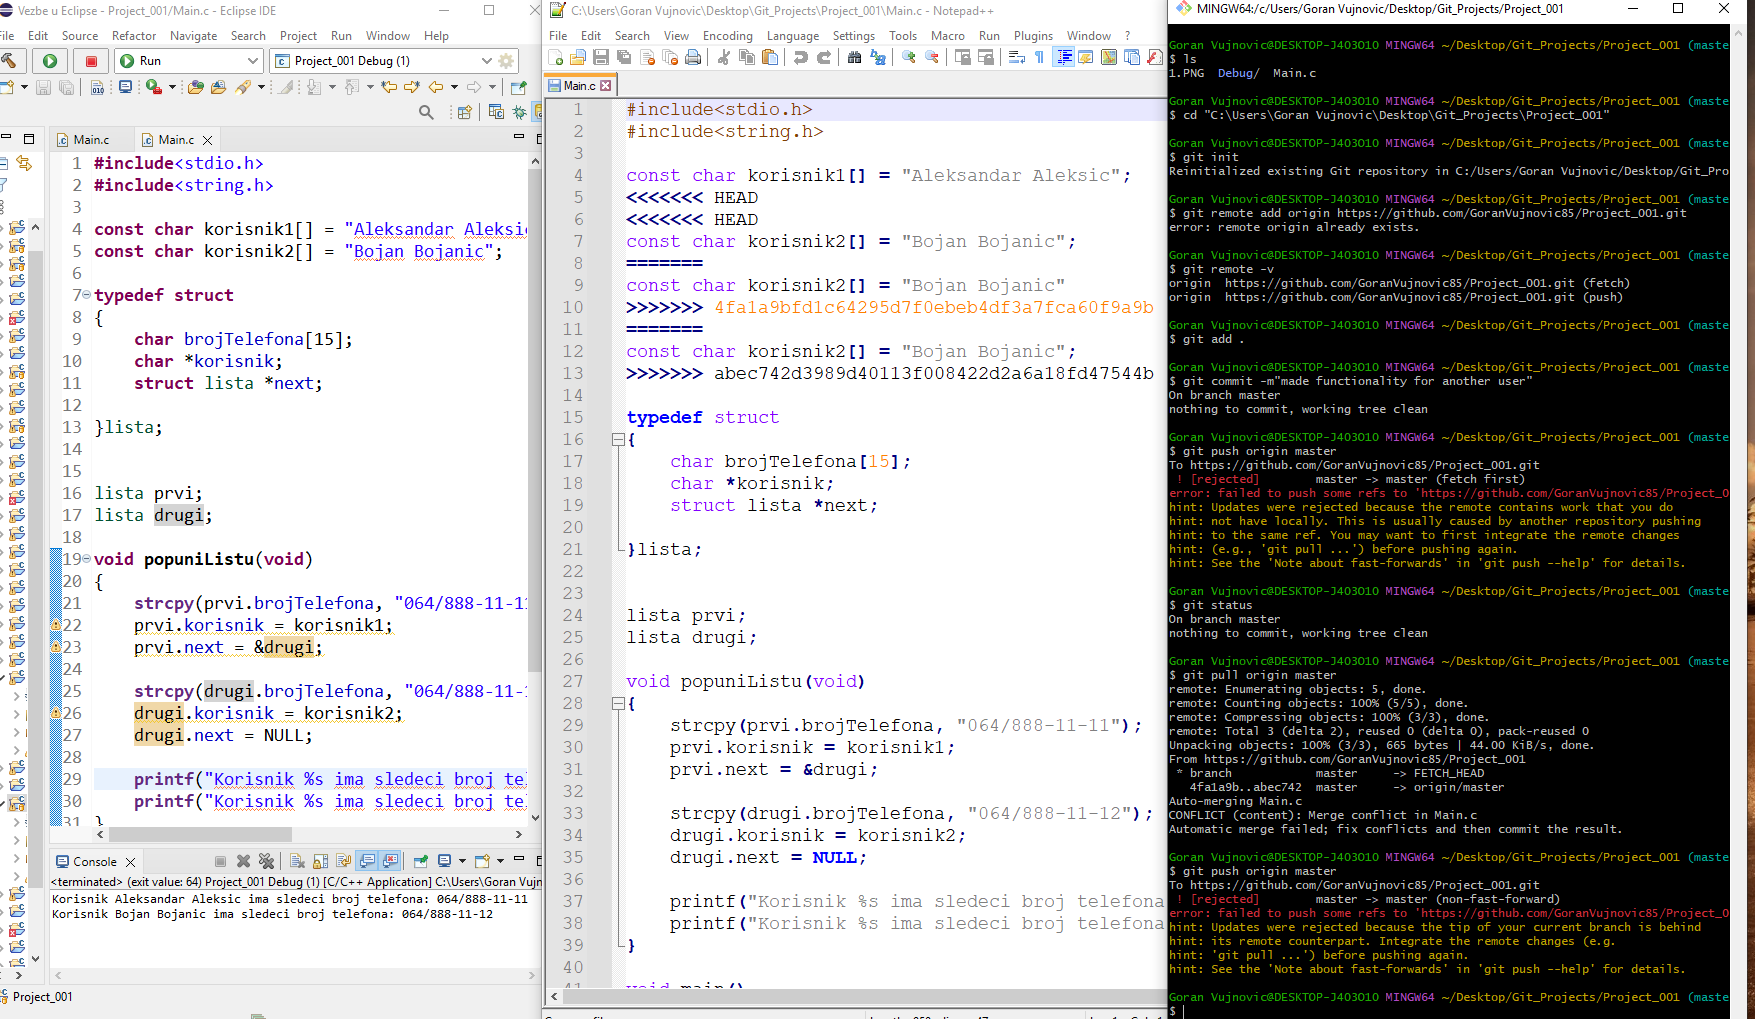 Vezbe u Eclipse - Project_001/Main.c - Eclipse IDE
File Edit Source Refactor Navigate Search Project Run Window Help
Run
Project_001 Debug (1)
Main.c
Main.c
1 #include<stdio.h>
2 #include<string.h>
3
4 const char korisnik1[] = "Aleksandar Aleksic
5 const char korisnik2[] = "Bojan Bojanic";
6
7 typedef struct
8 {
9 char brojTelefona[15];
10 char *korisnik;
11 struct lista *next;
12
13 }lista;
14
15
16 lista prvi;
17 lista drugi;
18
19 void popuniListu(void)
20 {
21 strcpy(prvi.brojTelefona, "064/888-11-11
22 prvi.korisnik = korisnik1;
23 prvi.next = &drugi;
24
25 strcpy(drugi.brojTelefona, "064/888-11-1
26 drugi.korisnik = korisnik2;
27 drugi.next = NULL;
28
29 printf("Korisnik %s ima sledeci broj tel
30 printf("Korisnik %s ima sledeci broj tel
31 }
Console
<terminated> (exit value: 64) Project_001 Debug (1) [C/C++ Application] C:\Users\Goran Vujn
Korisnik Aleksandar Aleksic ima sledeci broj telefona: 064/888-11-11
Korisnik Bojan Bojanic ima sledeci broj telefona: 064/888-11-12
Project_001
C:\Users\Goran Vujnovic\Desktop\Git_Projects\Project_001\Main.c - Notepad++
File Edit Search View Encoding Language Settings Tools Macro Run Plugins Window ?
Main.c
1 #include<stdio.h>
2 #include<string.h>
3
4 const char korisnik1[] = "Aleksandar Aleksic";
5 <<<<<<< HEAD
6 <<<<<<< HEAD
7 const char korisnik2[] = "Bojan Bojanic";
8 =======
9 const char korisnik2[] = "Bojan Bojanic"
10 >>>>>>> 4fa1a9bfd1c64295d7f0ebeb4df3a7fca60f9a9b
11 =======
12 const char korisnik2[] = "Bojan Bojanic";
13 >>>>>>> abec742d3989d40113f008422d2a6a18fd47544b
14
15 typedef struct
16 {
17 char brojTelefona[15];
18 char *korisnik;
19 struct lista *next;
20
21 }lista;
22
23
24 lista prvi;
25 lista drugi;
26
27 void popuniListu(void)
28 {
29 strcpy(prvi.brojTelefona, "064/888-11-11");
30 prvi.korisnik = korisnik1;
31 prvi.next = &drugi;
32
33 strcpy(drugi.brojTelefona, "064/888-11-12");
34 drugi.korisnik = korisnik2;
35 drugi.next = NULL;
36
37 printf("Korisnik %s ima sledeci broj telefona
38 printf("Korisnik %s ima sledeci broj telefona
39 }
40
41 void main()
MINGW64:/c/Users/Goran Vujnovic/Desktop/Git_Projects/Project_001
Goran Vujnovic@DESKTOP-J403O10 MINGW64 ~/Desktop/Git_Projects/Project_001 (maste
$ ls
1.PNG Debug/ Main.c
Goran Vujnovic@DESKTOP-J403O10 MINGW64 ~/Desktop/Git_Projects/Project_001 (maste
$ cd "C:\Users\Goran Vujnovic\Desktop\Git_Projects\Project_001"
Goran Vujnovic@DESKTOP-J403O10 MINGW64 ~/Desktop/Git_Projects/Project_001 (maste
$ git init
Reinitialized existing Git repository in C:/Users/Goran Vujnovic/Desktop/Git_Pro
Goran Vujnovic@DESKTOP-J403O10 MINGW64 ~/Desktop/Git_Projects/Project_001 (maste
$ git remote add origin https://github.com/GoranVujnovic85/Project_001.git
error: remote origin already exists.
Goran Vujnovic@DESKTOP-J403O10 MINGW64 ~/Desktop/Git_Projects/Project_001 (maste
$ git remote -v
origin https://github.com/GoranVujnovic85/Project_001.git (fetch)
origin https://github.com/GoranVujnovic85/Project_001.git (push)
Goran Vujnovic@DESKTOP-J403O10 MINGW64 ~/Desktop/Git_Projects/Project_001 (maste
$ git add .
Goran Vujnovic@DESKTOP-J403O10 MINGW64 ~/Desktop/Git_Projects/Project_001 (maste
$ git commit -m"made functionality for another user"
On branch master
nothing to commit, working tree clean
Goran Vujnovic@DESKTOP-J403O10 MINGW64 ~/Desktop/Git_Projects/Project_001 (maste
$ git push origin master
To https://github.com/GoranVujnovic85/Project_001.git
! [rejected] master -> master (fetch first)
error: failed to push some refs to 'https://github.com/GoranVujnovic85/Project_0
hint: Updates were rejected because the remote contains work that you do
hint: not have locally. This is usually caused by another repository pushing
hint: to the same ref. You may want to first integrate the remote changes
hint: (e.g., 'git pull ...') before pushing again.
hint: See the 'Note about fast-forwards' in 'git push --help' for details.
Goran Vujnovic@DESKTOP-J403O10 MINGW64 ~/Desktop/Git_Projects/Project_001 (maste
$ git status
On branch master
nothing to commit, working tree clean
Goran Vujnovic@DESKTOP-J403O10 MINGW64 ~/Desktop/Git_Projects/Project_001 (maste
$ git pull origin master
remote: Enumerating objects: 5, done.
remote: Counting objects: 100% (5/5), done.
remote: Compressing objects: 100% (3/3), done.
remote: Total 3 (delta 2), reused 0 (delta 0), pack-reused 0
Unpacking objects: 100% (3/3), 665 bytes | 44.00 KiB/s, done.
From https://github.com/GoranVujnovic85/Project_001
* branch master -> FETCH_HEAD
4fa1a9b..abec742 master -> origin/master
Auto-merging Main.c
CONFLICT (content): Merge conflict in Main.c
Automatic merge failed; fix conflicts and then commit the result.
Goran Vujnovic@DESKTOP-J403O10 MINGW64 ~/Desktop/Git_Projects/Project_001 (maste
$ git push origin master
To https://github.com/GoranVujnovic85/Project_001.git
! [rejected] master -> master (non-fast-forward)
error: failed to push some refs to 'https://github.com/GoranVujnovic85/Project_0
hint: Updates were rejected because the tip of your current branch is behind
hint: its remote counterpart. Integrate the remote changes (e.g.
hint: 'git pull ...') before pushing again.
hint: See the 'Note about fast-forwards' in 'git push --help' for details.
Goran Vujnovic@DESKTOP-J403O10 MINGW64 ~/Desktop/Git_Projects/Project_001 (maste
$